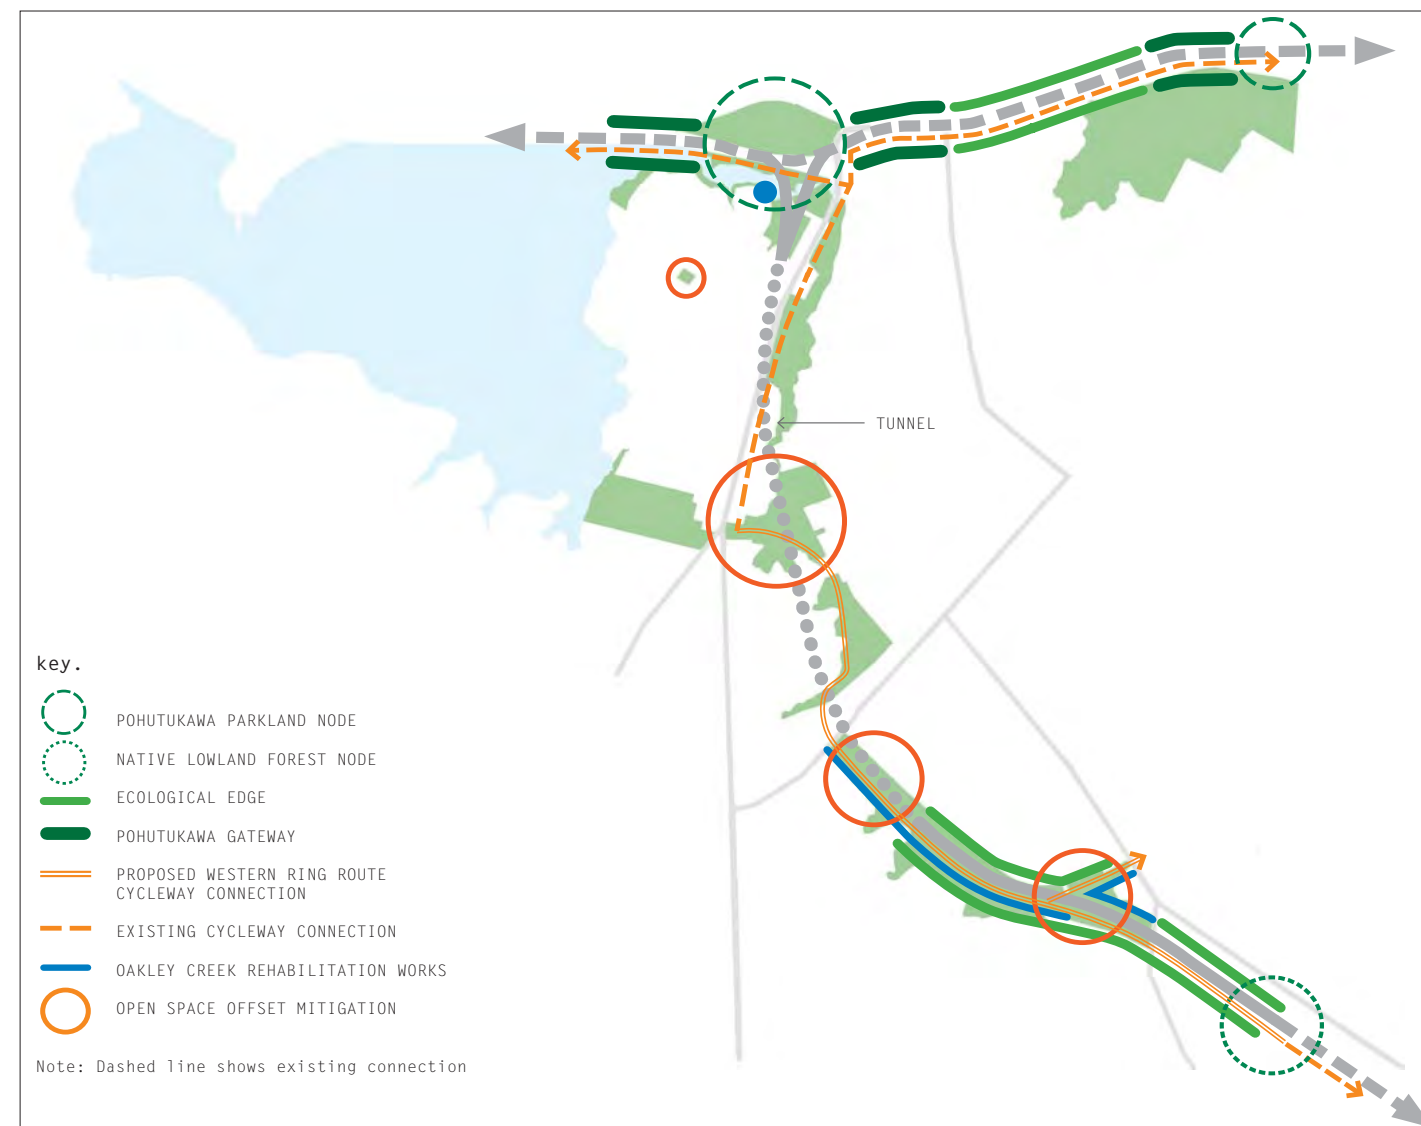 TUNNEL
key.
POHUTUKAWA PARKLAND NODE
NATIVE LOWLAND FOREST NODE
ECOLOGICAL EDGE
POHUTUKAWA GATEWAY
PROPOSED WESTERN RING ROUTE
CYCLEWAY CONNECTION
EXISTING CYCLEWAY CONNECTION
OAKLEY CREEK REHABILITATION WORKS
OPEN SPACE OFFSET MITIGATION
Note: Dashed line shows existing connection